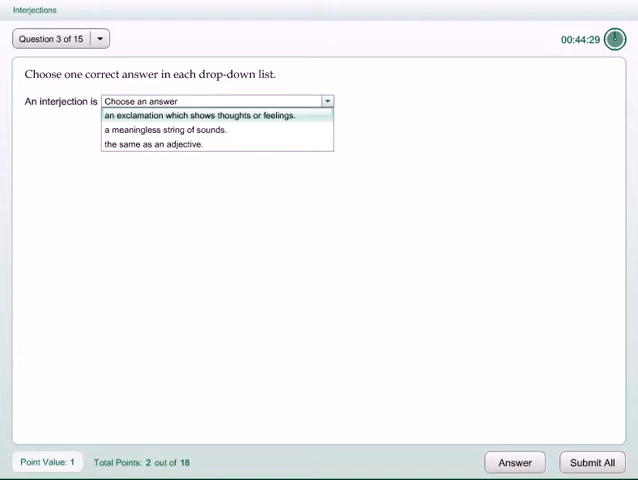 Interjections
Question 3 of 15
00:44:29
Choose one correct answer in each drop-down list.
An interjection is Choose an answer
an exclamation which shows thoughts or feelings.
a meaningless string of sounds.
the same as an adjective.
Point Value: 1 Total Points: 2 out of 18 Answer Submit All